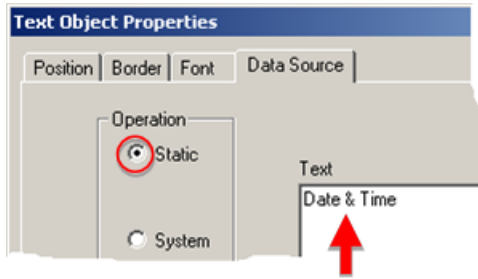 Text Object Properties
Position Border Font Data Source
Operation
Static
Text
Date & Time
System